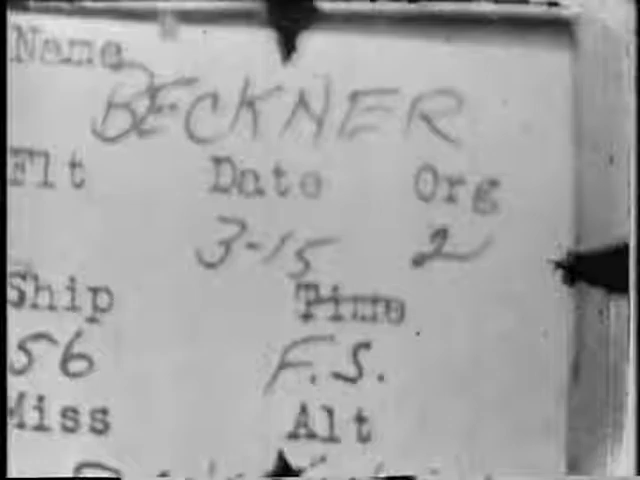 Name
BECKNER
Flt Date Org
3-15 2
Ship Time
56 F.S.
Miss Alt